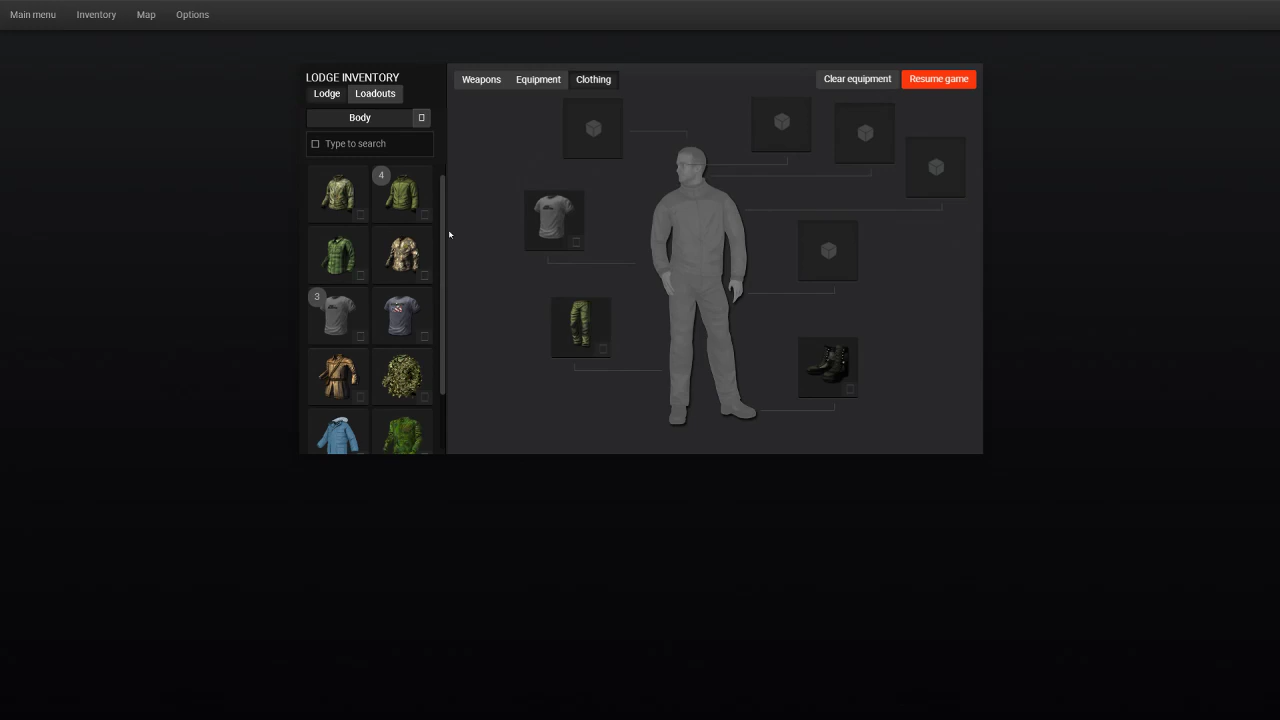 Main menu Inventory Map Options
LODGE INVENTORY
Lodge Loadouts
Body
Type to search
4
3
Weapons Equipment Clothing
Clear equipment Resume game